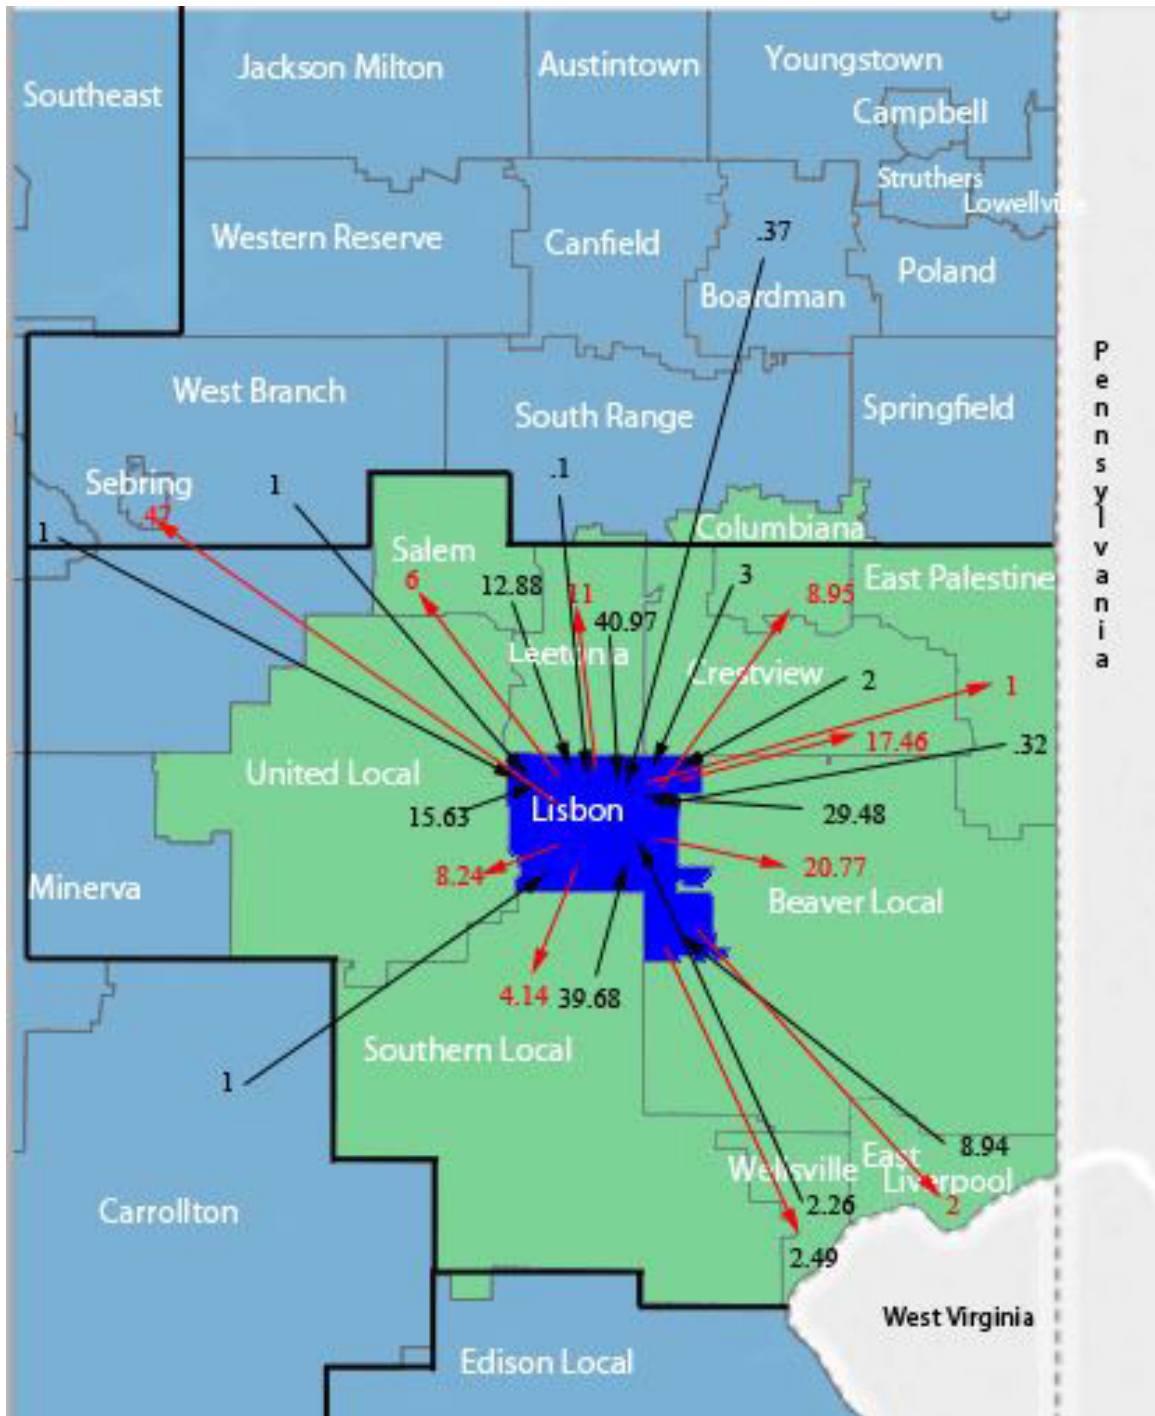 Jackson Milton
Austintown
Youngstown
Southeast
Campbell
Struthers
Lowellville
Western Reserve
Canfield
.37
Boardman
Poland
Pennsylvania
West Branch
South Range
Springfield
Sebring
47
1
1
.1
Columbiana
Salem
6
12.88
11
40.97
3
8.95
East Palestine
Leetonia
Crestview
2
1
17.46
.32
United Local
15.63
Lisbon
29.48
8.24
20.77
Minerva
Beaver Local
4.14
39.68
Southern Local
1
8.94
Wellsville
East
Liverpool
2.26
2
Carrollton
2.49
West Virginia
Edison Local